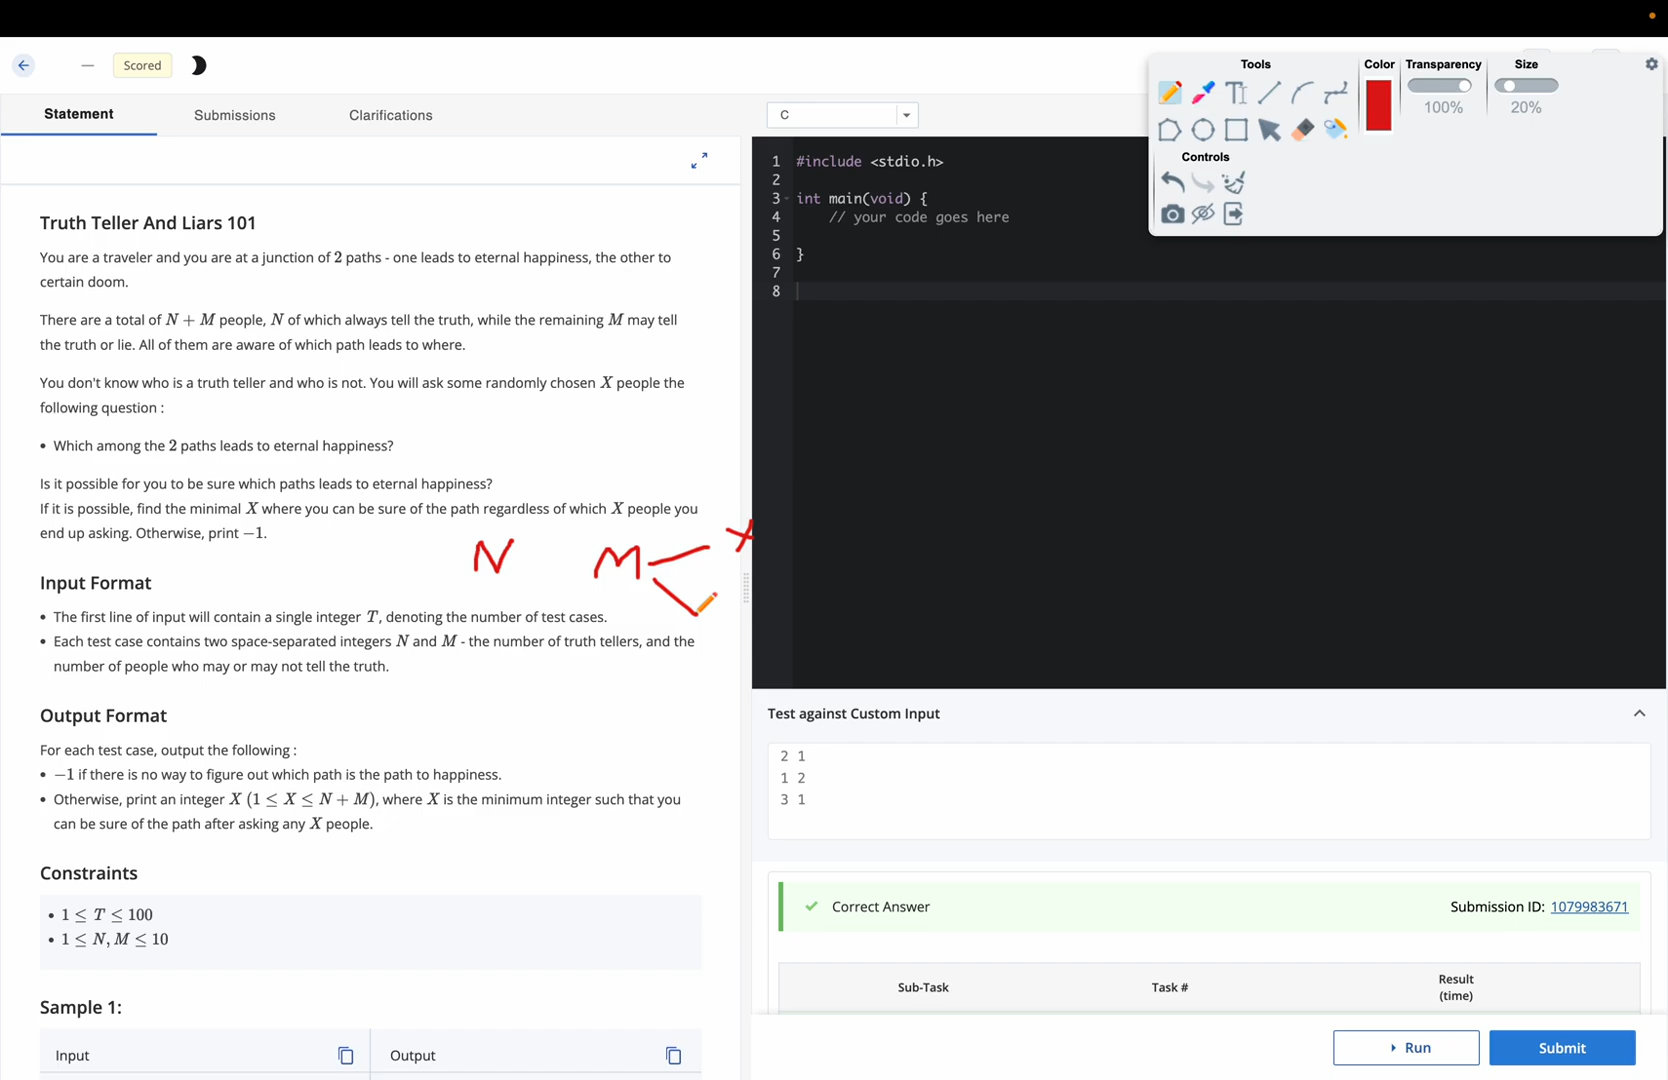 Scored
Statement
Submissions
Clarifications
C
Tools
Color
Transparency
Size
100%
20%
Controls
1 #include <stdio.h>
2
3 int main(void) {
4 // your code goes here
5
6 }
7
8
Truth Teller And Liars 101
You are a traveler and you are at a junction of 2 paths - one leads to eternal happiness, the other to
certain doom.
There are a total of N + M people, N of which always tell the truth, while the remaining M may tell
the truth or lie. All of them are aware of which path leads to where.
You don't know who is a truth teller and who is not. You will ask some randomly chosen X people the
following question :
• Which among the 2 paths leads to eternal happiness?
Is it possible for you to be sure which paths leads to eternal happiness?
If it is possible, find the minimal X where you can be sure of the path regardless of which X people you
end up asking. Otherwise, print −1.
N M
Input Format
• The first line of input will contain a single integer T, denoting the number of test cases.
• Each test case contains two space-separated integers N and M - the number of truth tellers, and the
number of people who may or may not tell the truth.
Output Format
For each test case, output the following :
• −1 if there is no way to figure out which path is the path to happiness.
• Otherwise, print an integer X (1 ≤ X ≤ N + M), where X is the minimum integer such that you
can be sure of the path after asking any X people.
Constraints
• 1 ≤ T ≤ 100
• 1 ≤ N, M ≤ 10
Sample 1:
Input
Output
Test against Custom Input
2 1
1 2
3 1
Correct Answer
Submission ID: 1079983671
Sub-Task
Task #
Result
(time)
Run
Submit